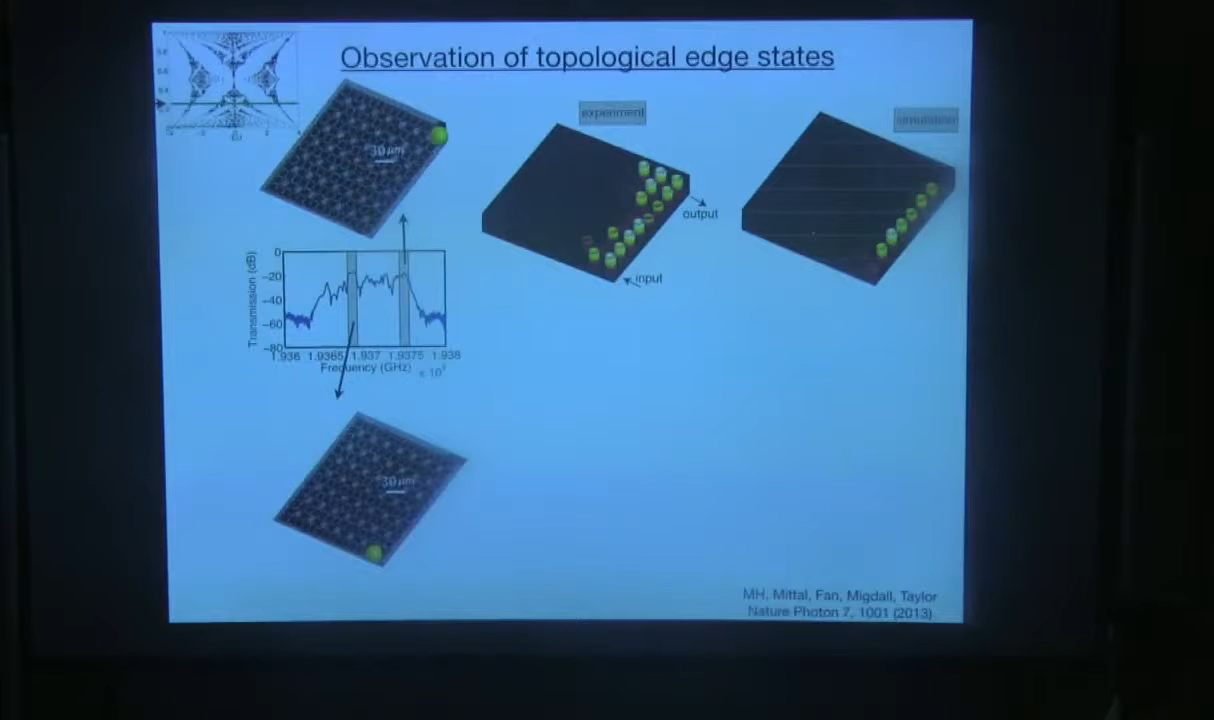 Observation of topological edge states
experiment
simulation
30 μm
output
input
Transmission (dB)
0
-20
-40
-60
-80
1.936 1.9365 1.937 1.9375 1.938
Frequency (GHz)
30 μm
MH, Mittal, Fan, Migdall, Taylor
Nature Photon 7, 1001 (2013)